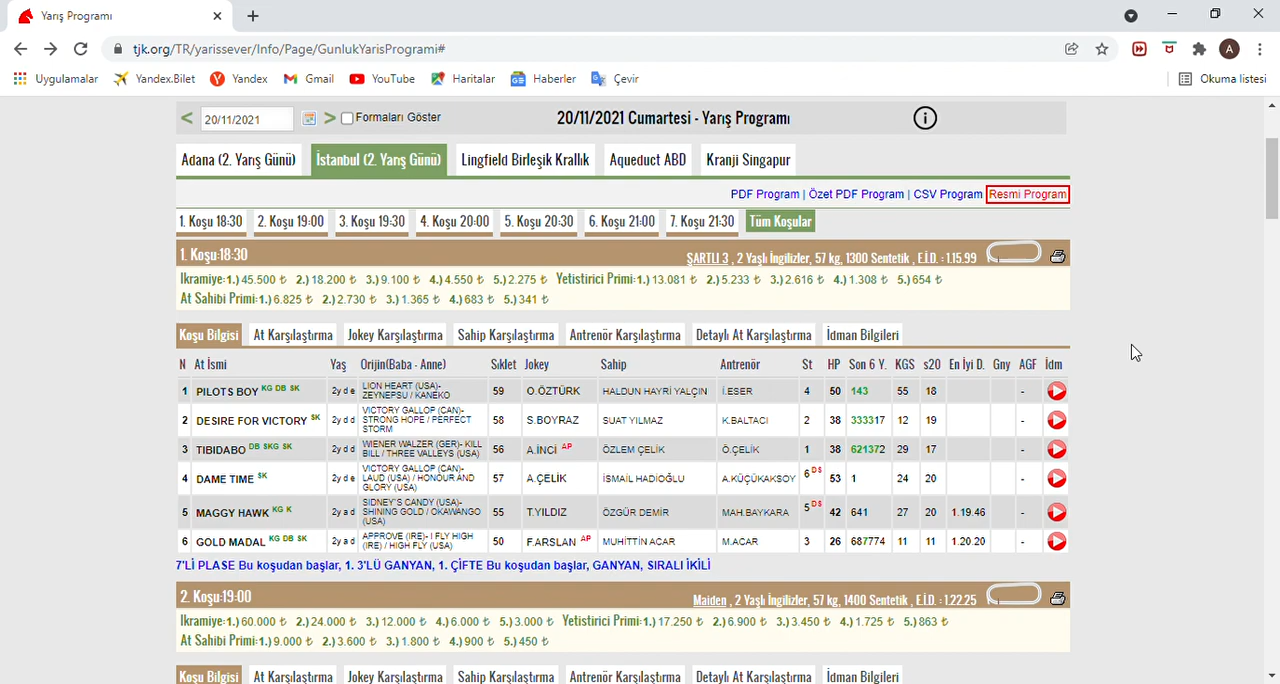 Yarış Programı
tjk.org/TR/yarissever/Info/Page/GunlukYarisProgrami#
A
Uygulamalar Yandex.Bilet Yandex Gmail YouTube Haritalar Haberler Çevir Okuma listesi
< 20/11/2021 > Formaları Göster 20/11/2021 Cumartesi - Yarış Programı
Adana (2. Yarış Günü) İstanbul (2. Yarış Günü) Lingfield Birleşik Krallık Aqueduct ABD Kranji Singapur
PDF Program | Özet PDF Program | CSV Program Resmi Program
1. Koşu 18:30 2. Koşu 19:00 3. Koşu 19:30 4. Koşu 20:00 5. Koşu 20:30 6. Koşu 21:00 7. Koşu 21:30 Tüm Koşular
1. Koşu:18:30 ŞARTLI 3 , 2 Yaşlı İngilizler, 57 kg, 1300 Sentetik , E.İ.D. : 1.15.99
İkramiye:1.) 45.500 ₺ 2.) 18.200 ₺ 3.) 9.100 ₺ 4.) 4.550 ₺ 5.) 2.275 ₺ Yetistirici Primi:1.) 13.081 ₺ 2.) 5.233 ₺ 3.) 2.616 ₺ 4.) 1.308 ₺ 5.) 654 ₺
At Sahibi Primi:1.) 6.825 ₺ 2.) 2.730 ₺ 3.) 1.365 ₺ 4.) 683 ₺ 5.) 341 ₺
Koşu Bilgisi At Karşılaştırma Jokey Karşılaştırma Sahip Karşılaştırma Antrenör Karşılaştırma Detaylı At Karşılaştırma İdman Bilgileri
N At İsmi Yaş Orijin(Baba - Anne) Sıklet Jokey Sahip Antrenör St HP Son 6 Y. KGS s20 En İyi D. Gny AGF İdm
1 PILOTS BOY KG DB SK 2y d e LION HEART (USA)- ZEYNEPSU / KANEKO 59 O.ÖZTÜRK HALDUN HAYRİ YALÇIN İ.ESER 4 50 143 55 18 -
2 DESIRE FOR VICTORY SK 2y d d VICTORY GALLOP (CAN)- STRONG HOPE / PERFECT STORM 58 S.BOYRAZ SUAT YILMAZ K.BALTACI 2 38 333317 12 19 -
3 TIBIDABO DB SKG SK 2y d d WIENER WALZER (GER)- KILL BILL / THREE VALLEYS (USA) 56 A.İNCİ AP ÖZLEM ÇELİK Ö.ÇELİK 1 38 621372 29 17 -
4 DAME TIME SK 2y d e VICTORY GALLOP (CAN)- LAUD (USA) / HONOUR AND GLORY (USA) 57 A.ÇELİK İSMAİL HADİOĞLU A.KÜÇÜKAKSOY 6 DS 53 1 24 20 -
5 MAGGY HAWK KG K 2y a d SIDNEY'S CANDY (USA)- SHINING GOLD / OKAWANGO (USA) 55 T.YILDIZ ÖZGÜR DEMİR MAH.BAYKARA 5 DS 42 641 27 20 1.19.46 -
6 GOLD MADAL KG DB SK 2y a d APPROVE (IRE)- I FLY HIGH (IRE) / HIGH FLY (USA) 50 F.ARSLAN AP MUHİTTİN ACAR M.ACAR 3 26 687774 11 11 1.20.20 -
7'Lİ PLASE Bu koşudan başlar, 1. 3'LÜ GANYAN, 1. ÇİFTE Bu koşudan başlar, GANYAN, SIRALI İKİLİ
2. Koşu:19:00 Maiden , 2 Yaşlı İngilizler, 57 kg, 1400 Sentetik , E.İ.D. : 1.22.25
İkramiye:1.) 60.000 ₺ 2.) 24.000 ₺ 3.) 12.000 ₺ 4.) 6.000 ₺ 5.) 3.000 ₺ Yetistirici Primi:1.) 17.250 ₺ 2.) 6.900 ₺ 3.) 3.450 ₺ 4.) 1.725 ₺ 5.) 863 ₺
At Sahibi Primi:1.) 9.000 ₺ 2.) 3.600 ₺ 3.) 1.800 ₺ 4.) 900 ₺ 5.) 450 ₺
Koşu Bilgisi At Karşılaştırma Jokey Karşılaştırma Sahip Karşılaştırma Antrenör Karşılaştırma Detaylı At Karşılaştırma İdman Bilgileri